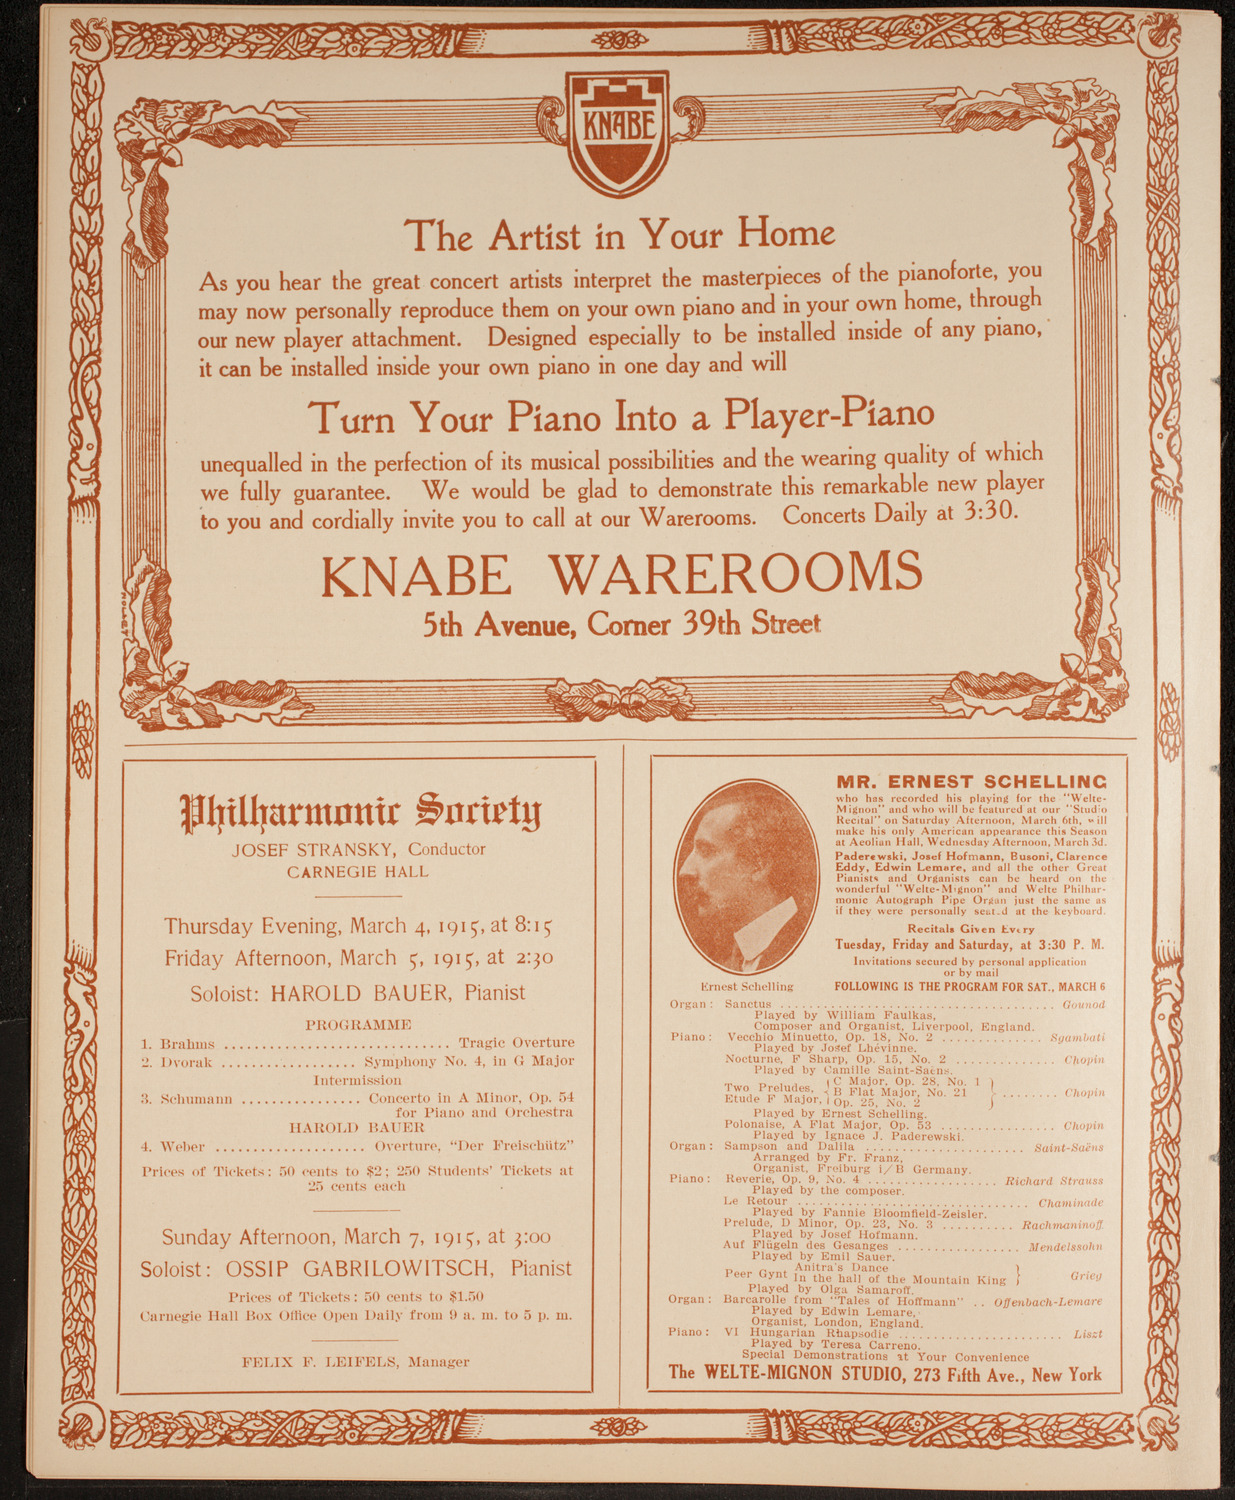 KNABE
The Artist in Your Home
As you hear the great concert artists interpret the masterpieces of the pianoforte, you
may now personally reproduce them on your own piano and in your own home, through
our new player attachment. Designed especially to be installed inside of any piano,
it can be installed inside your own piano in one day and will
Turn Your Piano Into a Player-Piano
unequalled in the perfection of its musical possibilities and the wearing quality of which
we fully guarantee. We would be glad to demonstrate this remarkable new player
to you and cordially invite you to call at our Warerooms. Concerts Daily at 3:30.
KNABE WAREROOMS
5th Avenue, Corner 39th Street
Philharmonic Society
JOSEF STRANSKY, Conductor
CARNEGIE HALL
Thursday Evening, March 4, 1915, at 8:15
Friday Afternoon, March 5, 1915, at 2:30
Soloist: HAROLD BAUER, Pianist
PROGRAMME
1. Brahms ............................. Tragic Overture
2. Dvorak ................. Symphony No. 4, in G Major
Intermission
3. Schumann ............... Concerto in A Minor, Op. 54
for Piano and Orchestra
HAROLD BAUER
4. Weber ................... Overture, "Der Freischütz"
Prices of Tickets: 50 cents to $2; 250 Students' Tickets at
25 cents each
Sunday Afternoon, March 7, 1915, at 3:00
Soloist: OSSIP GABRILOWITSCH, Pianist
Prices of Tickets: 50 cents to $1.50
Carnegie Hall Box Office Open Daily from 9 a. m. to 5 p. m.
FELIX F. LEIFELS, Manager
MR. ERNEST SCHELLING
who has recorded his playing for the "Welte-
Mignon" and who will be featured at our "Studio
Recital" on Saturday Afternoon, March 6th, will
make his only American appearance this Season
at Aeolian Hall, Wednesday Afternoon, March 3d.
Paderewski, Josef Hofmann, Busoni, Clarence
Eddy, Edwin Lemare, and all the other Great
Pianists and Organists can be heard on the
wonderful "Welte-Mignon" and Welte Philhar-
monic Autograph Pipe Organ just the same as
if they were personally seated at the keyboard.
Recitals Given Every
Tuesday, Friday and Saturday, at 3:30 P. M.
Invitations secured by personal application
or by mail
Ernest Schelling
FOLLOWING IS THE PROGRAM FOR SAT., MARCH 6
Organ: Sanctus .................................. Gounod
Played by William Faulkas,
Composer and Organist, Liverpool, England.
Piano: Vecchio Minuetto, Op. 18, No. 2 .............. Sgambati
Played by Josef Lhévinne.
Nocturne, F Sharp, Op. 15, No. 2 .............. Chopin
Played by Camille Saint-Saëns.
Two Preludes, { C Major, Op. 28, No. 1
{ B Flat Major, No. 21 } ........ Chopin
Etude F Major, { Op. 25, No. 2
Played by Ernest Schelling.
Polonaise, A Flat Major, Op. 53 ................ Chopin
Played by Ignace J. Paderewski.
Organ: Sampson and Dalila .................. Saint-Saëns
Arranged by Fr. Franz,
Organist, Freiburg i/B Germany.
Piano: Reverie, Op. 9, No. 4 .................. Richard Strauss
Played by the composer.
Le Retour ................................ Chaminade
Played by Fannie Bloomfield-Zeisler.
Prelude, D Minor, Op. 23, No. 3 .......... Rachmaninoff
Played by Josef Hofmann.
Auf Flügeln des Gesanges ................. Mendelssohn
Played by Emil Sauer.
Peer Gynt Anitra's Dance
In the hall of the Mountain King } Grieg
Played by Olga Samaroff.
Organ: Barcarolle from "Tales of Hoffmann" .. Offenbach-Lemare
Played by Edwin Lemare,
Organist, London, England.
Piano: VI Hungarian Rhapsodie ....................... Liszt
Played by Teresa Carreno.
Special Demonstrations at Your Convenience
The WELTE-MIGNON STUDIO, 273 Fifth Ave., New York